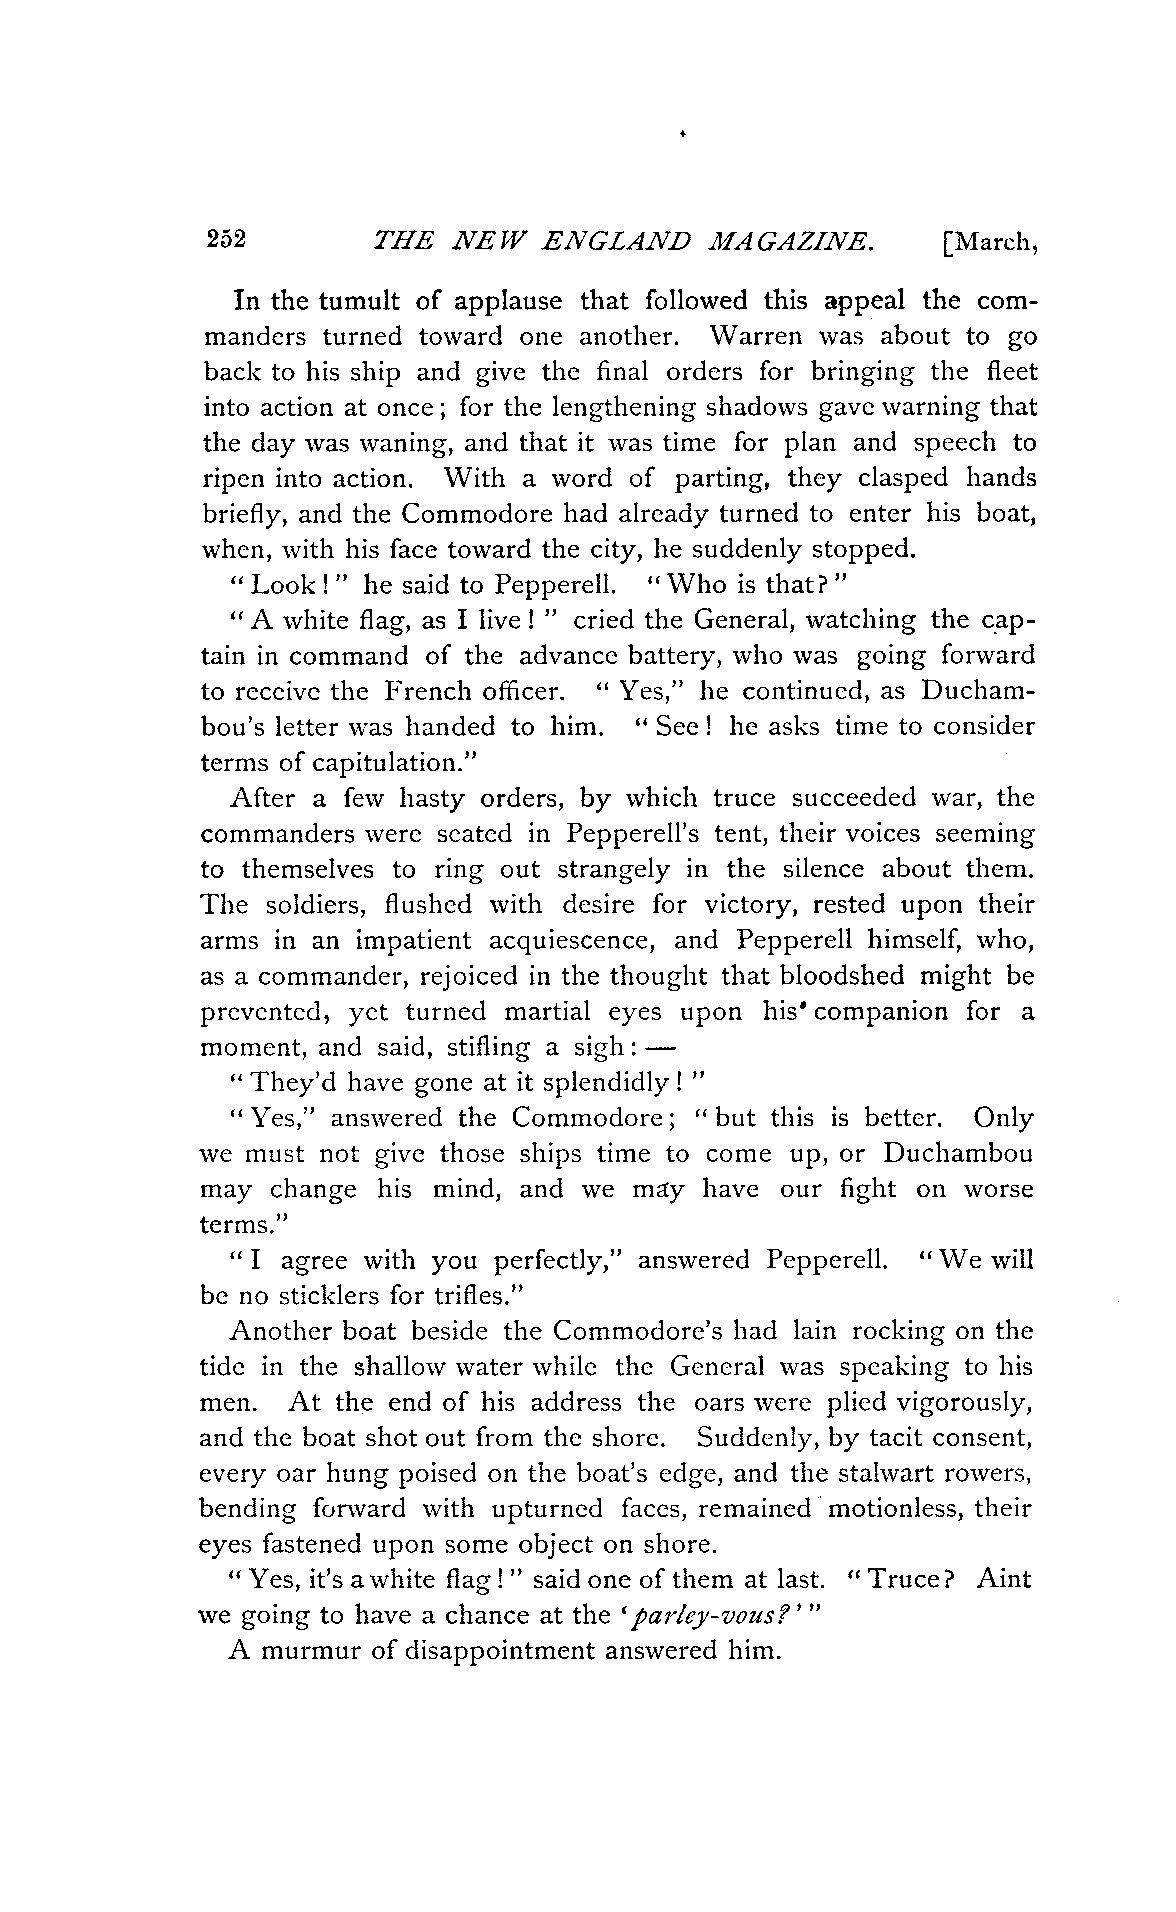 252 THE NEW ENGLAND MAGAZINE. [March,
In the tumult of applause that followed this appeal the com-
manders turned toward one another. Warren was about to go
back to his ship and give the final orders for bringing the fleet
into action at once; for the lengthening shadows gave warning that
the day was waning, and that it was time for plan and speech to
ripen into action. With a word of parting, they clasped hands
briefly, and the Commodore had already turned to enter his boat,
when, with his face toward the city, he suddenly stopped.
"Look!" he said to Pepperell. "Who is that?"
"A white flag, as I live!" cried the General, watching the cap-
tain in command of the advance battery, who was going forward
to receive the French officer. "Yes," he continued, as Ducham-
bou's letter was handed to him. "See! he asks time to consider
terms of capitulation."
After a few hasty orders, by which truce succeeded war, the
commanders were seated in Pepperell's tent, their voices seeming
to themselves to ring out strangely in the silence about them.
The soldiers, flushed with desire for victory, rested upon their
arms in an impatient acquiescence, and Pepperell himself, who,
as a commander, rejoiced in the thought that bloodshed might be
prevented, yet turned martial eyes upon his companion for a
moment, and said, stifling a sigh: —
"They'd have gone at it splendidly!"
"Yes," answered the Commodore; "but this is better. Only
we must not give those ships time to come up, or Duchambou
may change his mind, and we may have our fight on worse
terms."
"I agree with you perfectly," answered Pepperell. "We will
be no sticklers for trifles."
Another boat beside the Commodore's had lain rocking on the
tide in the shallow water while the General was speaking to his
men. At the end of his address the oars were plied vigorously,
and the boat shot out from the shore. Suddenly, by tacit consent,
every oar hung poised on the boat's edge, and the stalwart rowers,
bending forward with upturned faces, remained motionless, their
eyes fastened upon some object on shore.
"Yes, it's a white flag!" said one of them at last. "Truce? Aint
we going to have a chance at the 'parley-vous?'"
A murmur of disappointment answered him.